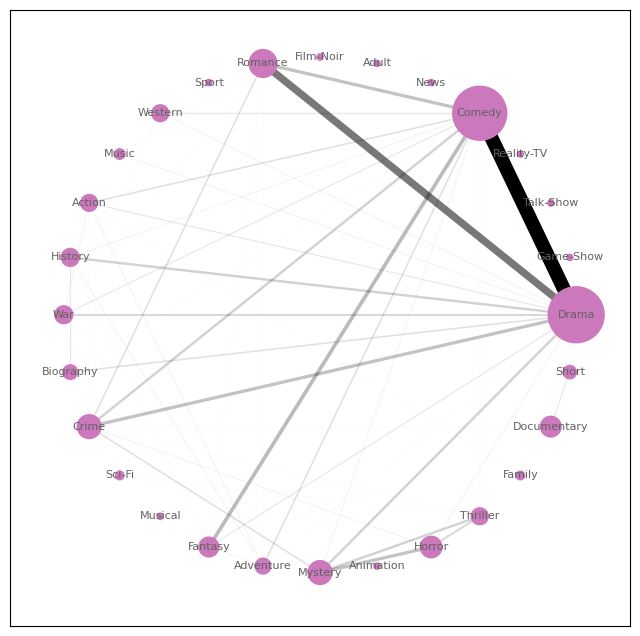 Film-Noir
Romance
Adult
Sport
News
Western
Comedy
Music
Reality-TV
Action
Talk-Show
History
Game-Show
War
Drama
Biography
Short
Crime
Documentary
Sci-Fi
Family
Musical
Thriller
Fantasy
Horror
Adventure
Animation
Mystery